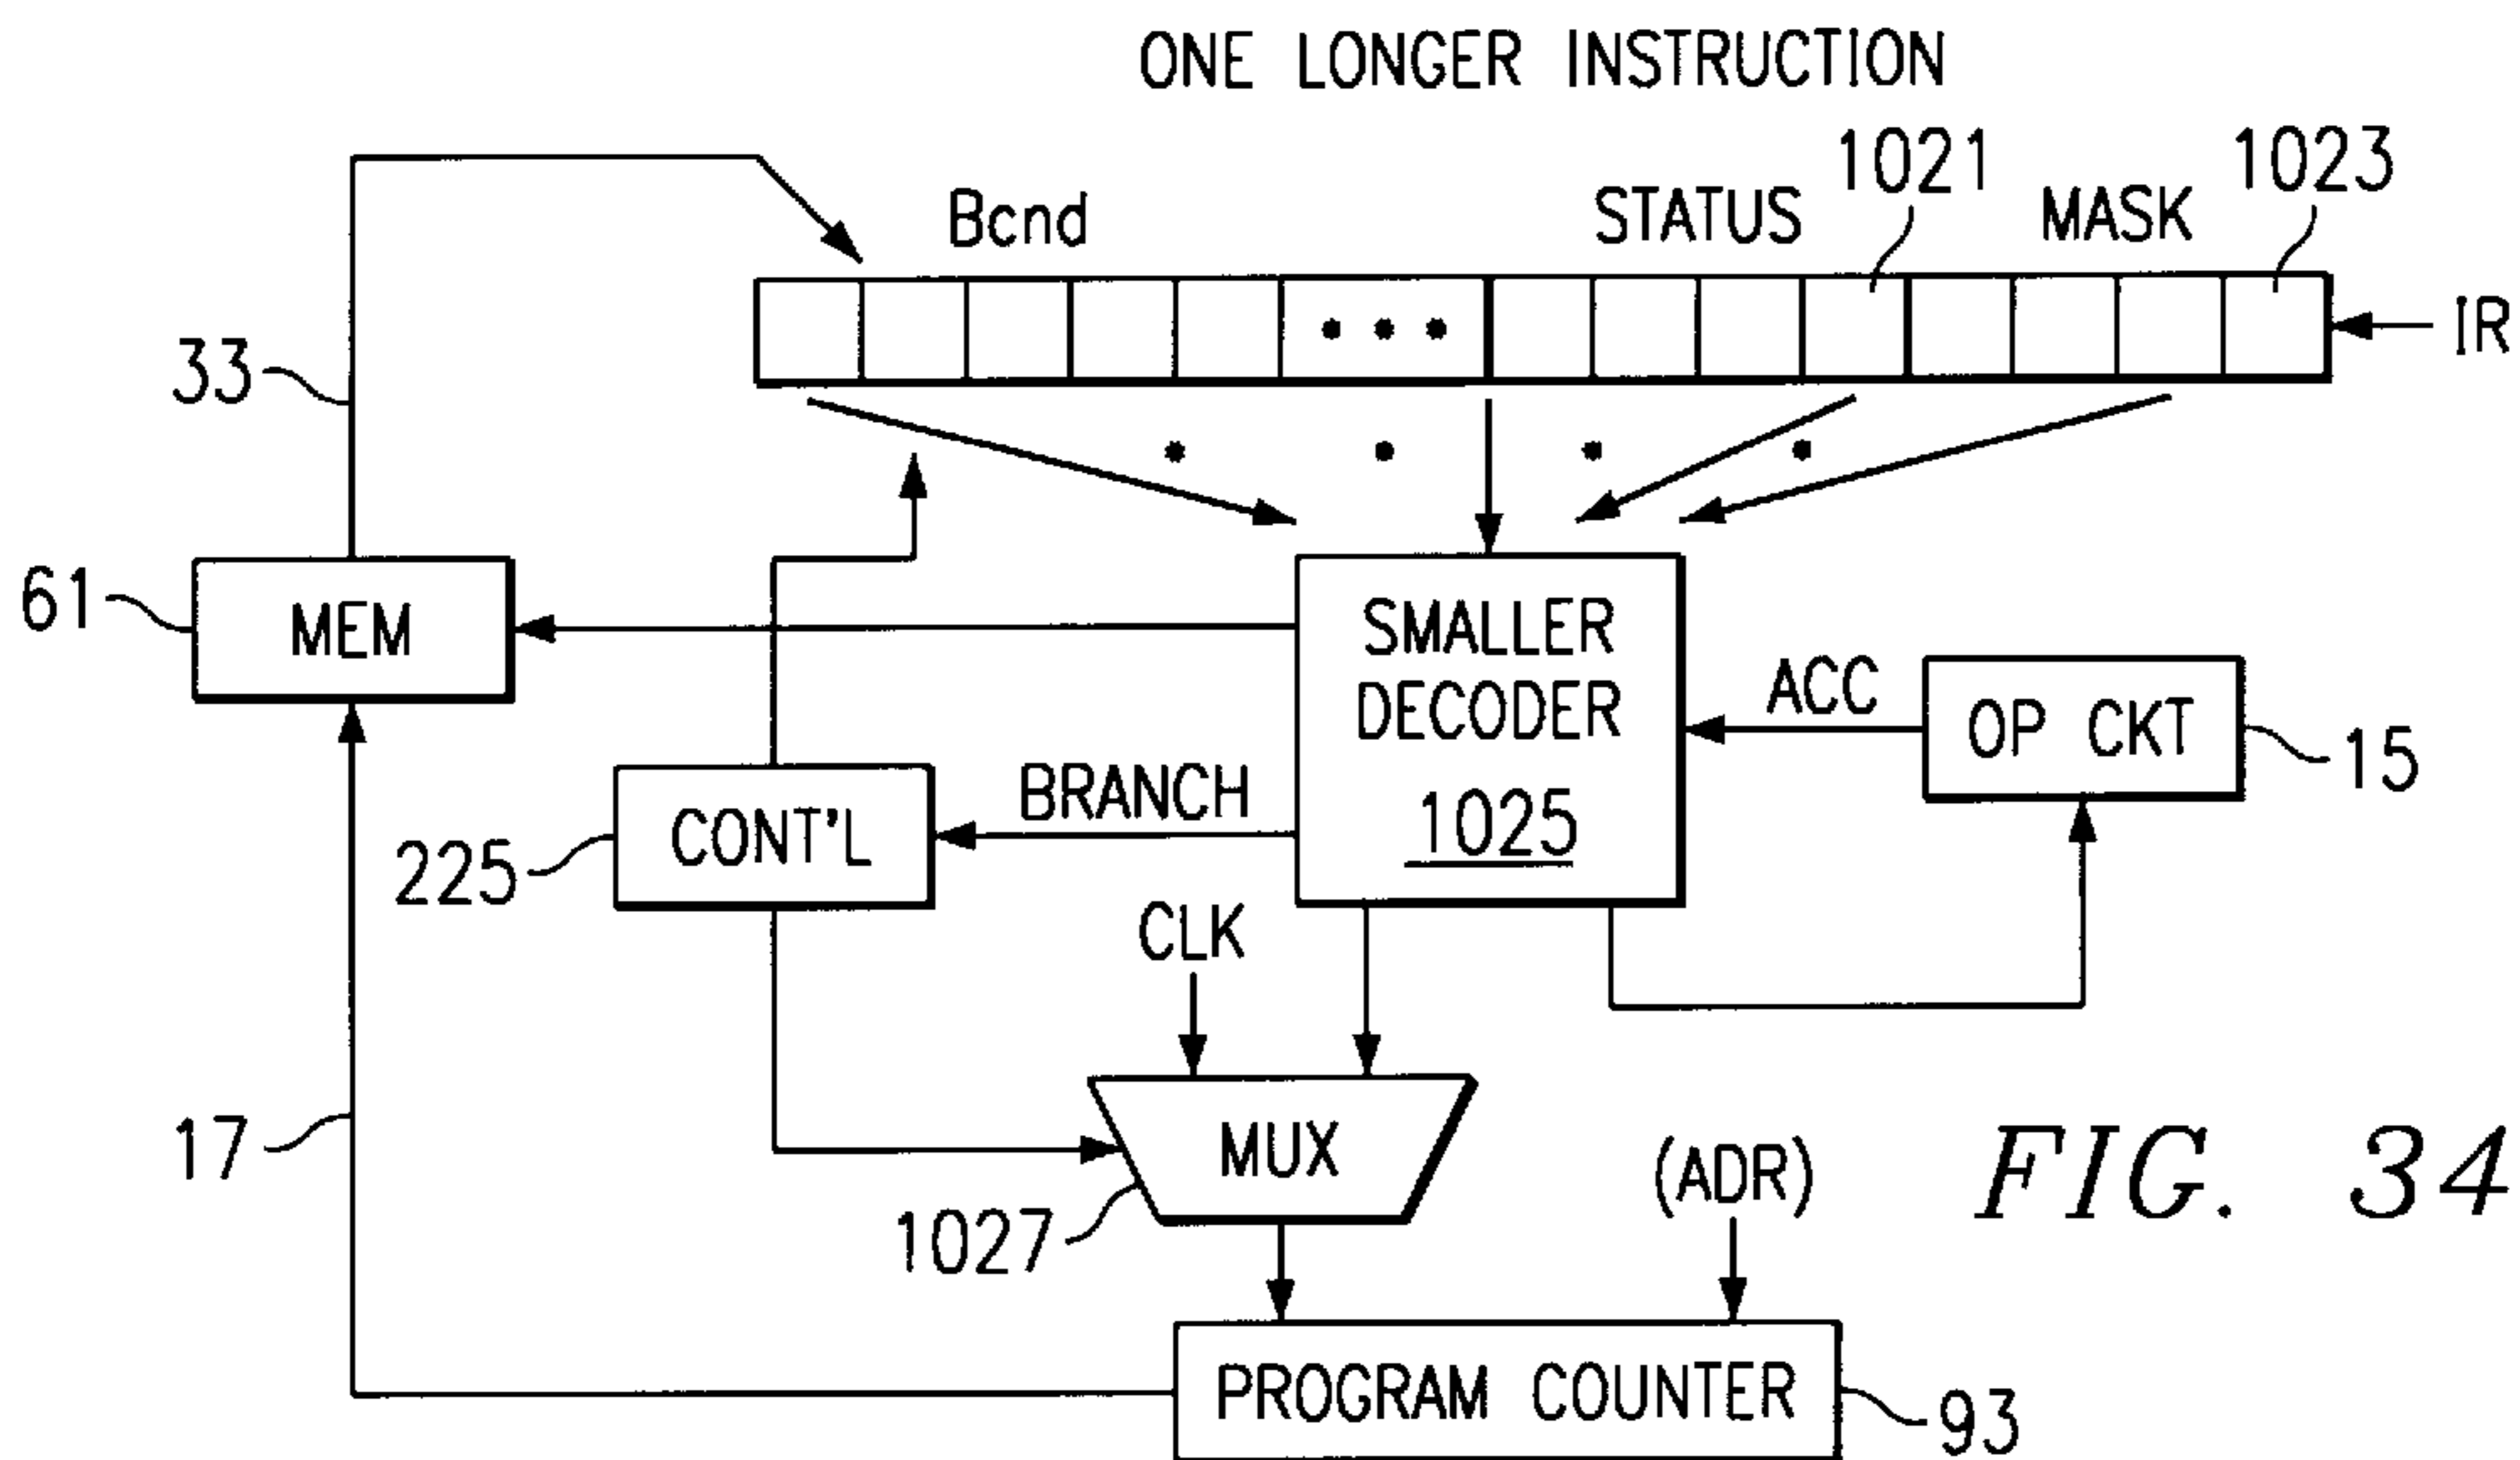 ONE LONGER INSTRUCTION
1021
1023
Bcnd
STATUS
MASK
IR
33
61
MEM
SMALLER
DECODER
1025
ACC
OP CKT
15
BRANCH
CONT'L
225
CLK
MUX
1027
17
(ADR)
FIG. 34
PROGRAM COUNTER
93